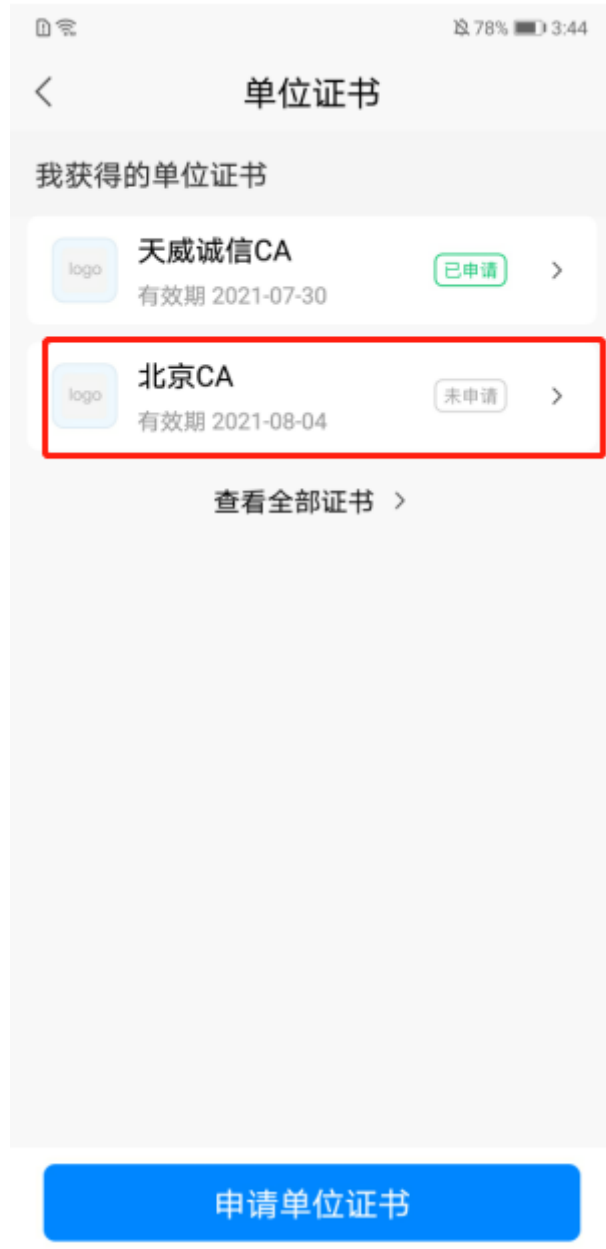 78% 3:44
单位证书
我获得的单位证书
logo
天威诚信CA
已申请
有效期 2021-07-30
logo
北京CA
未申请
有效期 2021-08-04
查看全部证书
申请单位证书